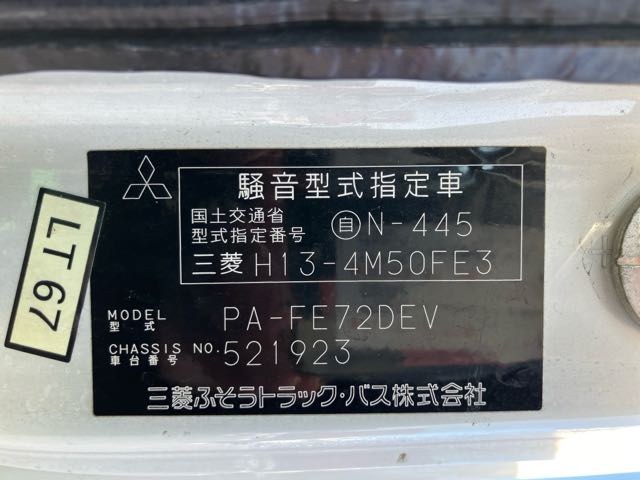 騒音型式指定車
国土交通省
型式指定番号 自N-445
三菱 H13-4M50FE3
MODEL
型式 PA-FE72DEV
CHASSIS NO.
車台番号 521923
三菱ふそうトラック・バス株式会社
LT67